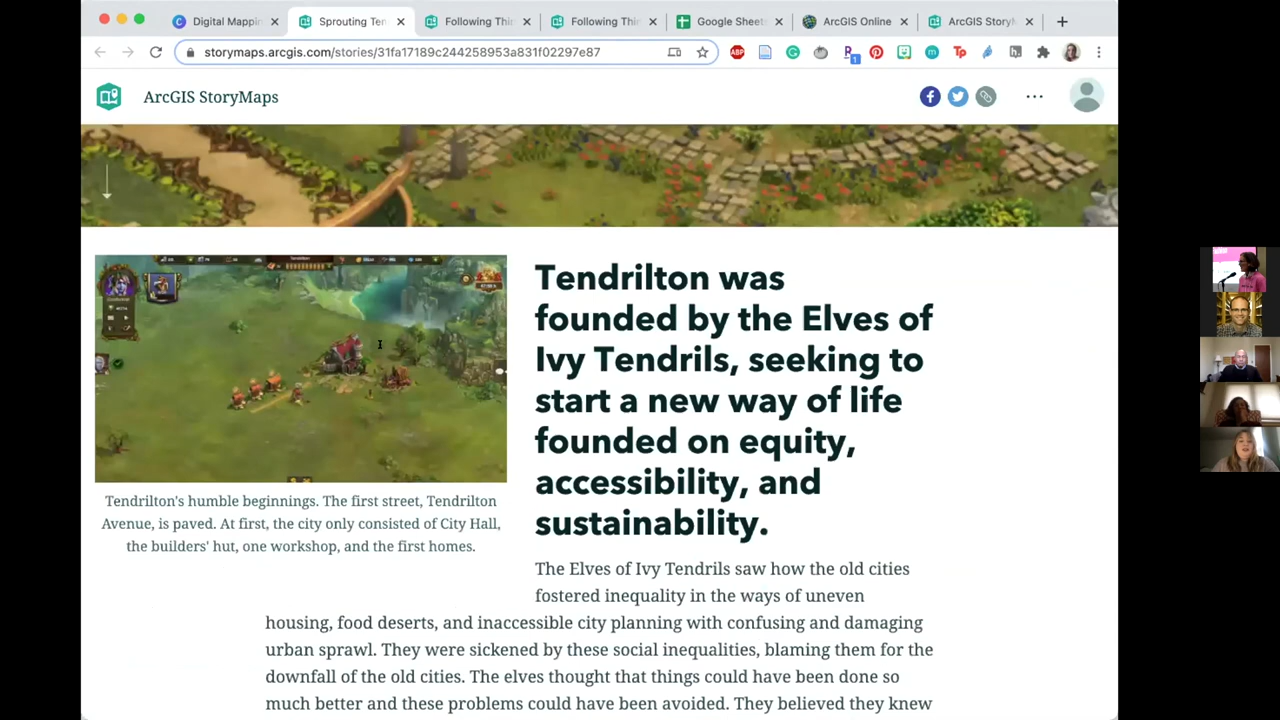 Digital Mappin
Sprouting Ten
Following Thin
Following Thin
Google Sheets
ArcGIS Online
ArcGIS StoryM
storymaps.arcgis.com/stories/31fa17189c244258953a831f02297e87
ArcGIS StoryMaps
Tendrilton was
founded by the Elves of
Ivy Tendrils, seeking to
start a new way of life
founded on equity,
accessibility, and
sustainability.
Tendrilton's humble beginnings. The first street, Tendrilton
Avenue, is paved. At first, the city only consisted of City Hall,
the builders' hut, one workshop, and the first homes.
The Elves of Ivy Tendrils saw how the old cities
fostered inequality in the ways of uneven
housing, food deserts, and inaccessible city planning with confusing and damaging
urban sprawl. They were sickened by these social inequalities, blaming them for the
downfall of the old cities. The elves thought that things could have been done so
much better and these problems could have been avoided. They believed they knew